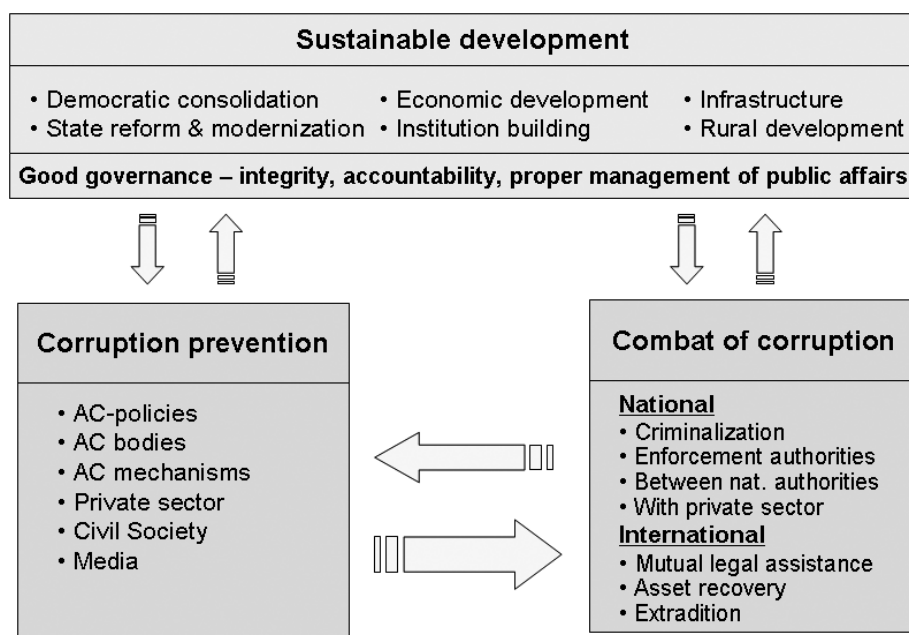 Sustainable development
• Democratic consolidation • Economic development • Infrastructure
• State reform & modernization • Institution building • Rural development
Good governance – integrity, accountability, proper management of public affairs
Corruption prevention
• AC-policies
• AC bodies
• AC mechanisms
• Private sector
• Civil Society
• Media
Combat of corruption
National
• Criminalization
• Enforcement authorities
• Between nat. authorities
• With private sector
International
• Mutual legal assistance
• Asset recovery
• Extradition